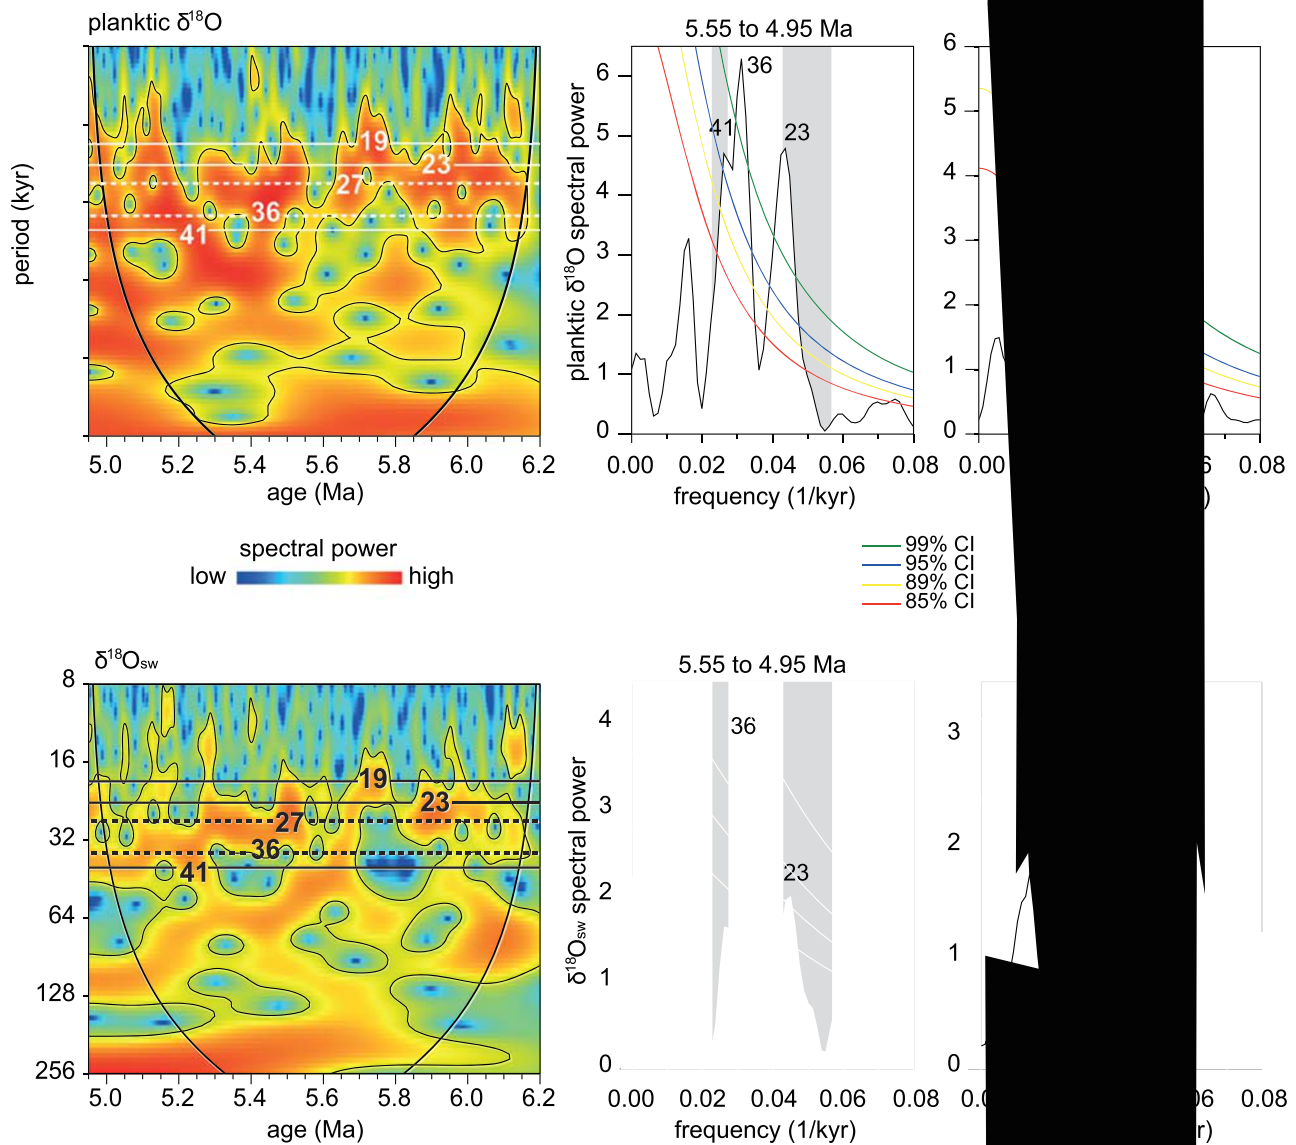 planktic δ¹⁸O
period (kyr)
19
23
27
36
41
5.0 5.2 5.4 5.6 5.8 6.0 6.2
age (Ma)
5.55 to 4.95 Ma
planktic δ¹⁸O spectral power
6
5
4
3
2
1
0
41
36
23
0.00 0.02 0.04 0.06 0.08
frequency (1/kyr)
6
5
4
3
2
1
0
0.00 0.08
spectral power
low high
99% CI
95% CI
89% CI
85% CI
δ¹⁸Osw
8
16
32
64
128
256
19
23
27
36
41
5.0 5.2 5.4 5.6 5.8 6.0 6.2
age (Ma)
5.55 to 4.95 Ma
δ¹⁸Osw spectral power
4
3
2
1
0
36
23
0.00 0.02 0.04 0.06 0.08
frequency (1/kyr)
3
2
1
0
0.08